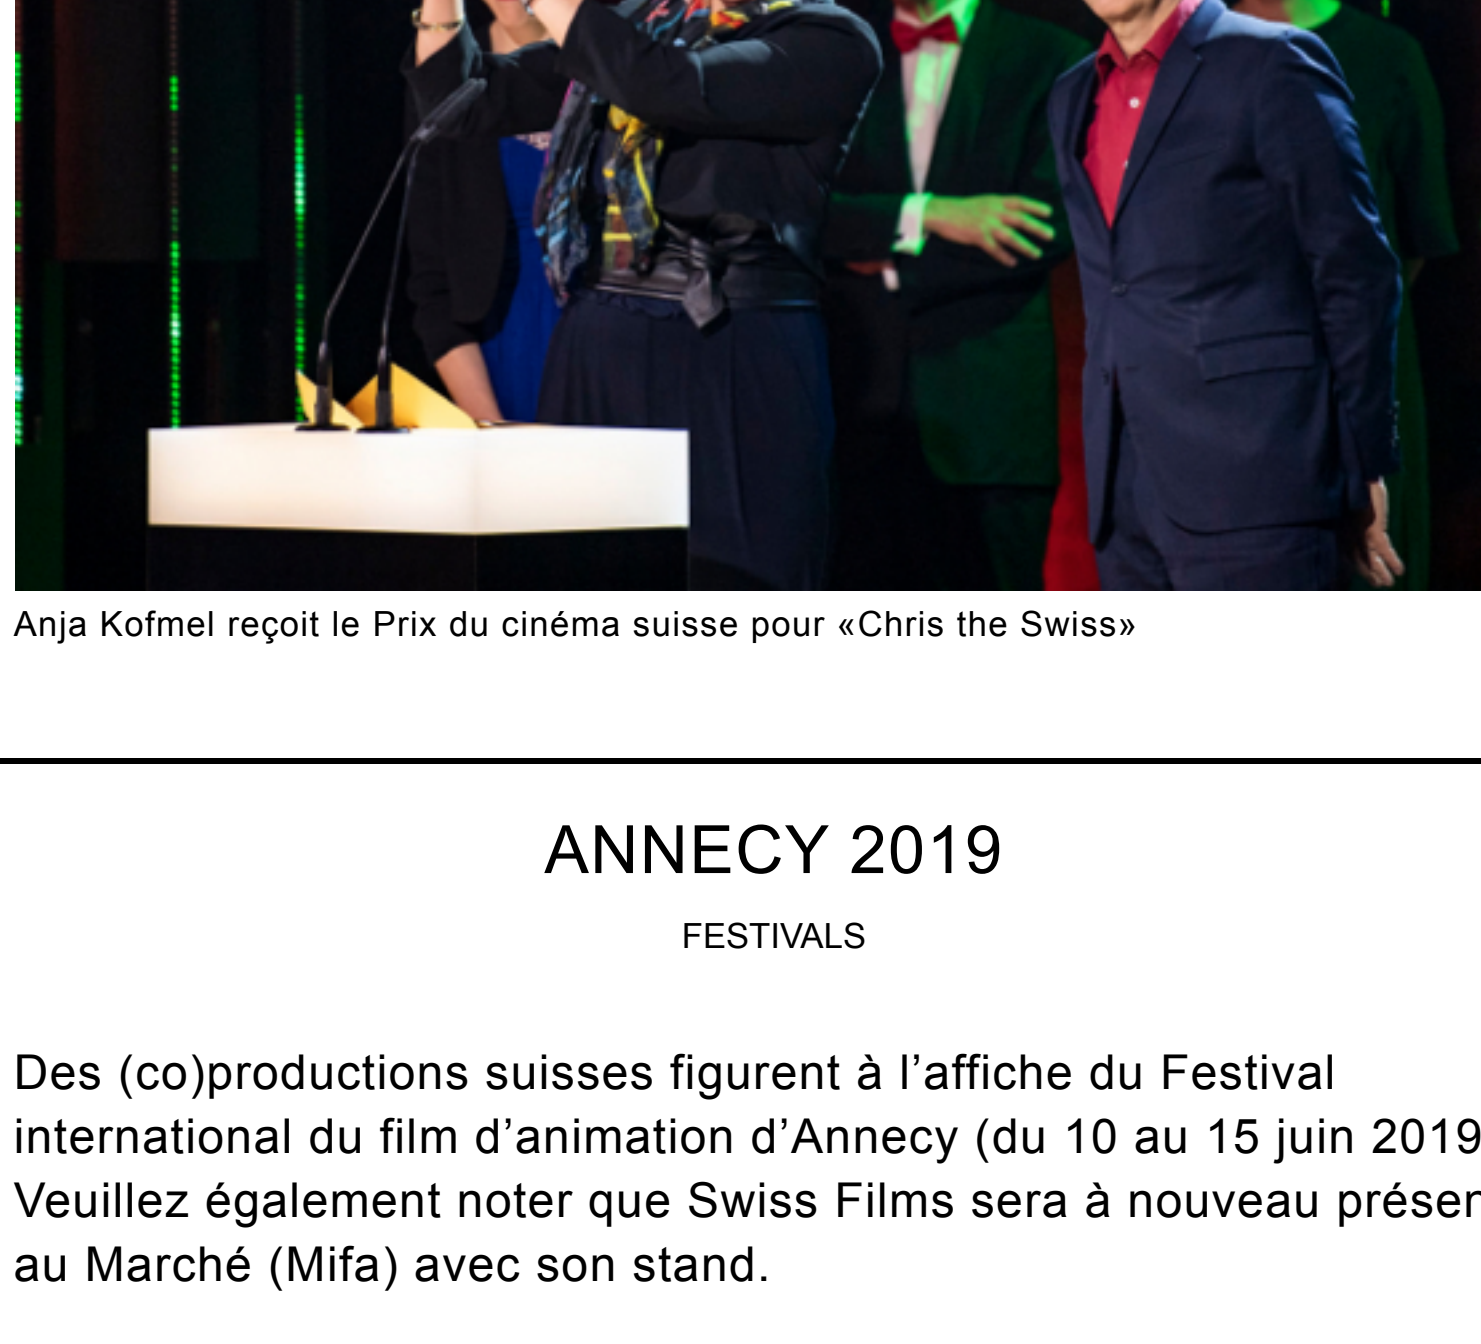 Anja Kofmel reçoit le Prix du cinéma suisse pour «Chris the Swiss»
ANNECY 2019
FESTIVALS
Des (co)productions suisses figurent à l’affiche du Festival
international du film d’animation d’Annecy (du 10 au 15 juin 2019
Veuillez également noter que Swiss Films sera à nouveau
au Marché (Mifa) avec son stand.